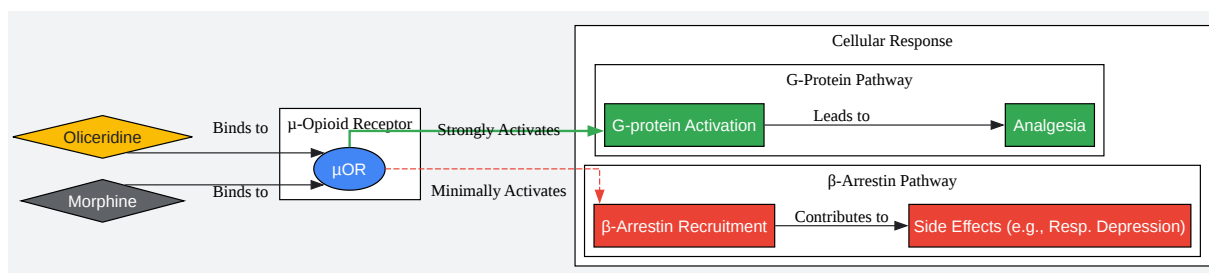 Cellular Response
G-Protein Pathway
Oliceridine
Binds to
μ-Opioid Receptor
Strongly Activates
G-protein Activation
Leads to
Analgesia
μOR
β-Arrestin Pathway
Morphine
Binds to
Minimally Activates
β-Arrestin Recruitment
Contributes to
Side Effects (e.g., Resp. Depression)